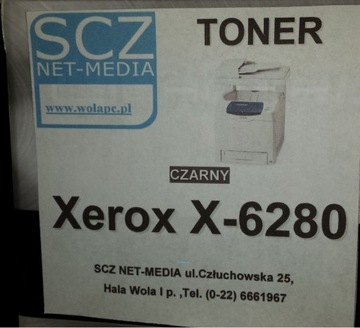 SCZ
NET-MEDIA
www.wolapc.pl
TONER
CZARNY
Xerox X-6280
SCZ NET-MEDIA ul.Człuchowska 25,
Hala Wola I p. ,Tel. (0-22) 6661967